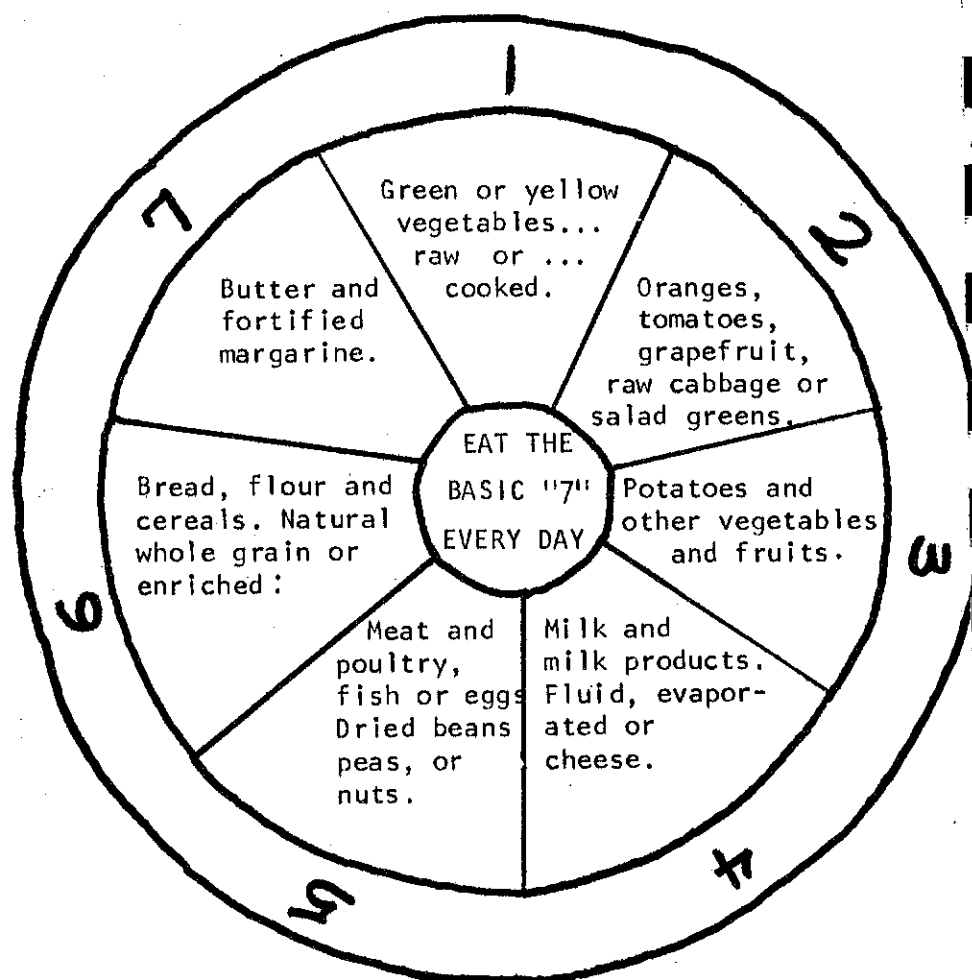 1
Green or yellow
vegetables...
raw or ...
cooked.
2
Oranges,
tomatoes,
grapefruit,
raw cabbage or
salad greens.
3
Potatoes and
other vegetables
and fruits.
4
Milk and
milk products.
Fluid, evapor-
ated or
cheese.
5
Meat and
poultry,
fish or eggs
Dried beans
peas, or
nuts.
6
Bread, flour and
cereals. Natural
whole grain or
enriched:
7
Butter and
fortified
margarine.
EAT THE
BASIC "7"
EVERY DAY